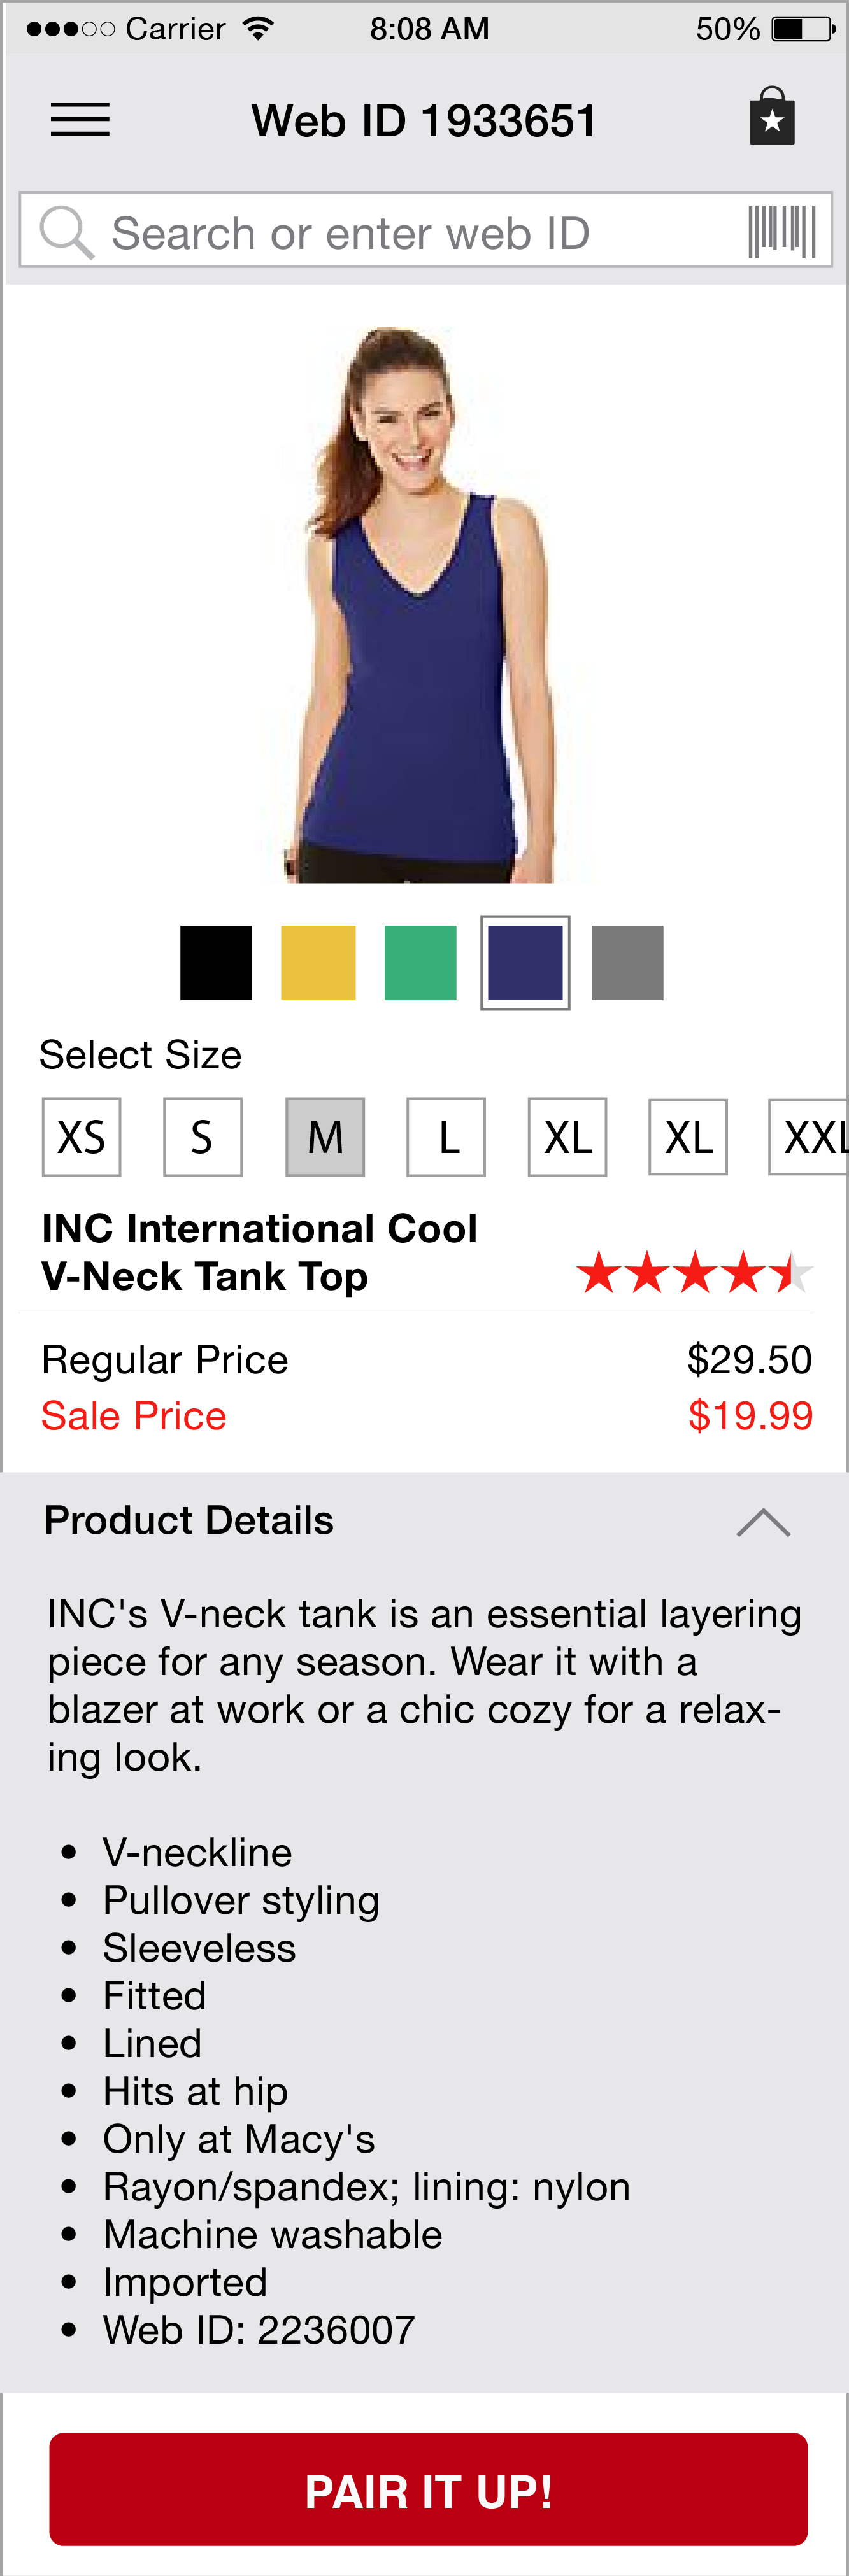 Carrier 8:08 AM 50%
Web ID 1933651
Search or enter web ID
Select Size
XS S M L XL XL XXL
INC International Cool
V-Neck Tank Top
Regular Price $29.50
Sale Price $19.99
Product Details
INC's V-neck tank is an essential layering
piece for any season. Wear it with a
blazer at work or a chic cozy for a relax-
ing look.
• V-neckline
• Pullover styling
• Sleeveless
• Fitted
• Lined
• Hits at hip
• Only at Macy's
• Rayon/spandex; lining: nylon
• Machine washable
• Imported
• Web ID: 2236007
PAIR IT UP!